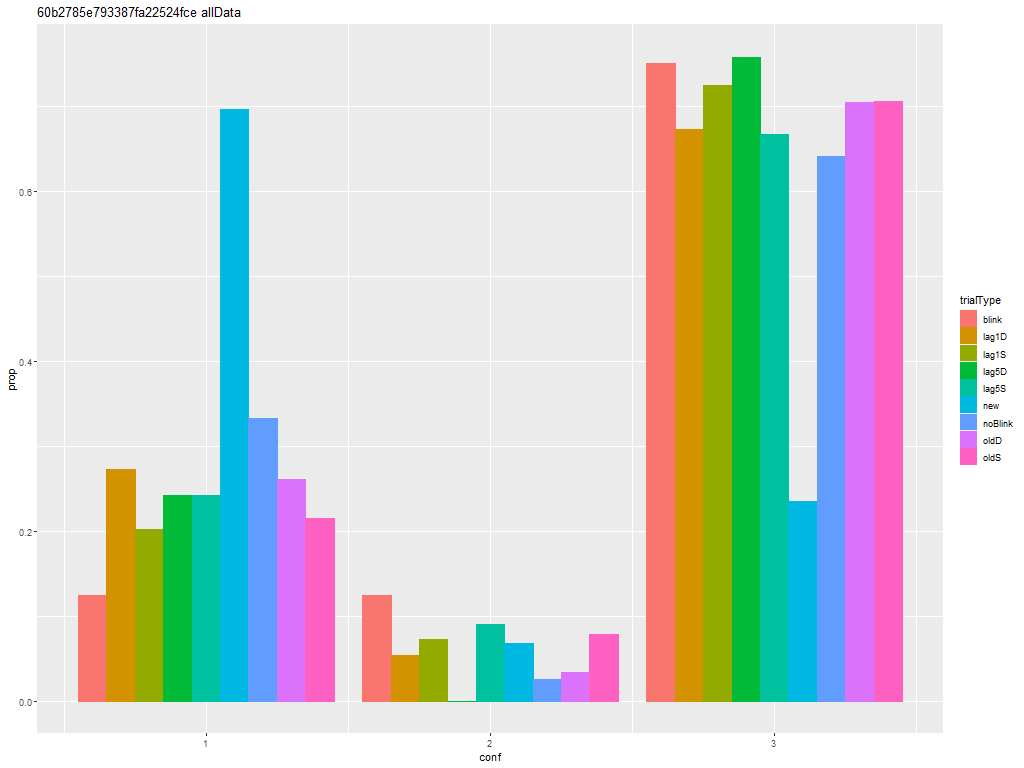 60b2785e793387fa22524fce allData
prop
0.6
0.4
0.2
0.0
1
2
3
conf
trialType
blink
lag1D
lag1S
lag5D
lag5S
new
noBlink
oldD
oldS